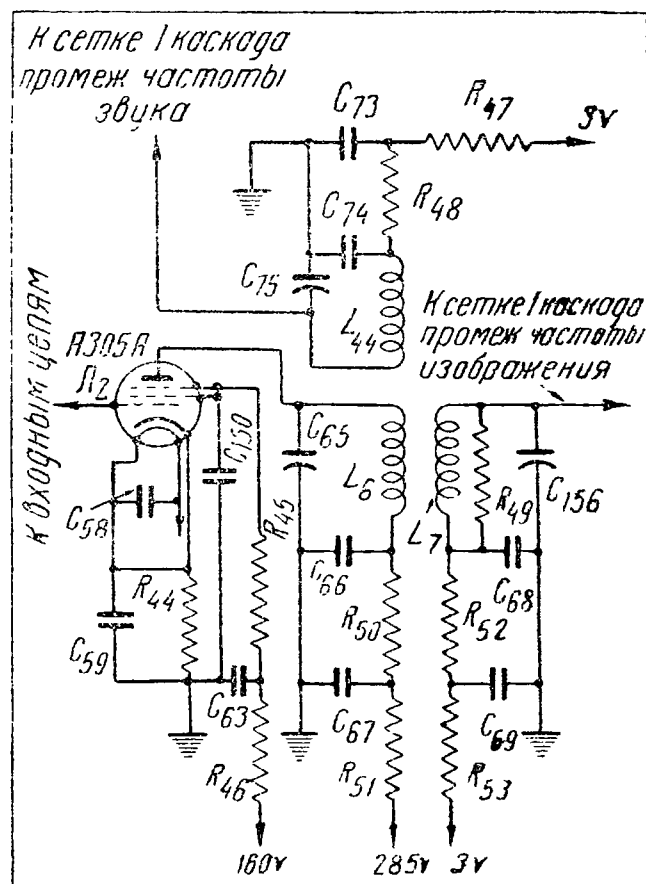 К сетке I каскада
промеж частоты
звука
C73
R47
3v
C74
R48
C75
L44
К сетке I каскада
промеж частоты
изображения
К входным цепям
Л2
C150
C65
L6
L7
R49
C156
C58
R45
C66
C68
R44
R50
R52
C59
C63
C67
C69
R46
R51
R53
160v
285v
3v